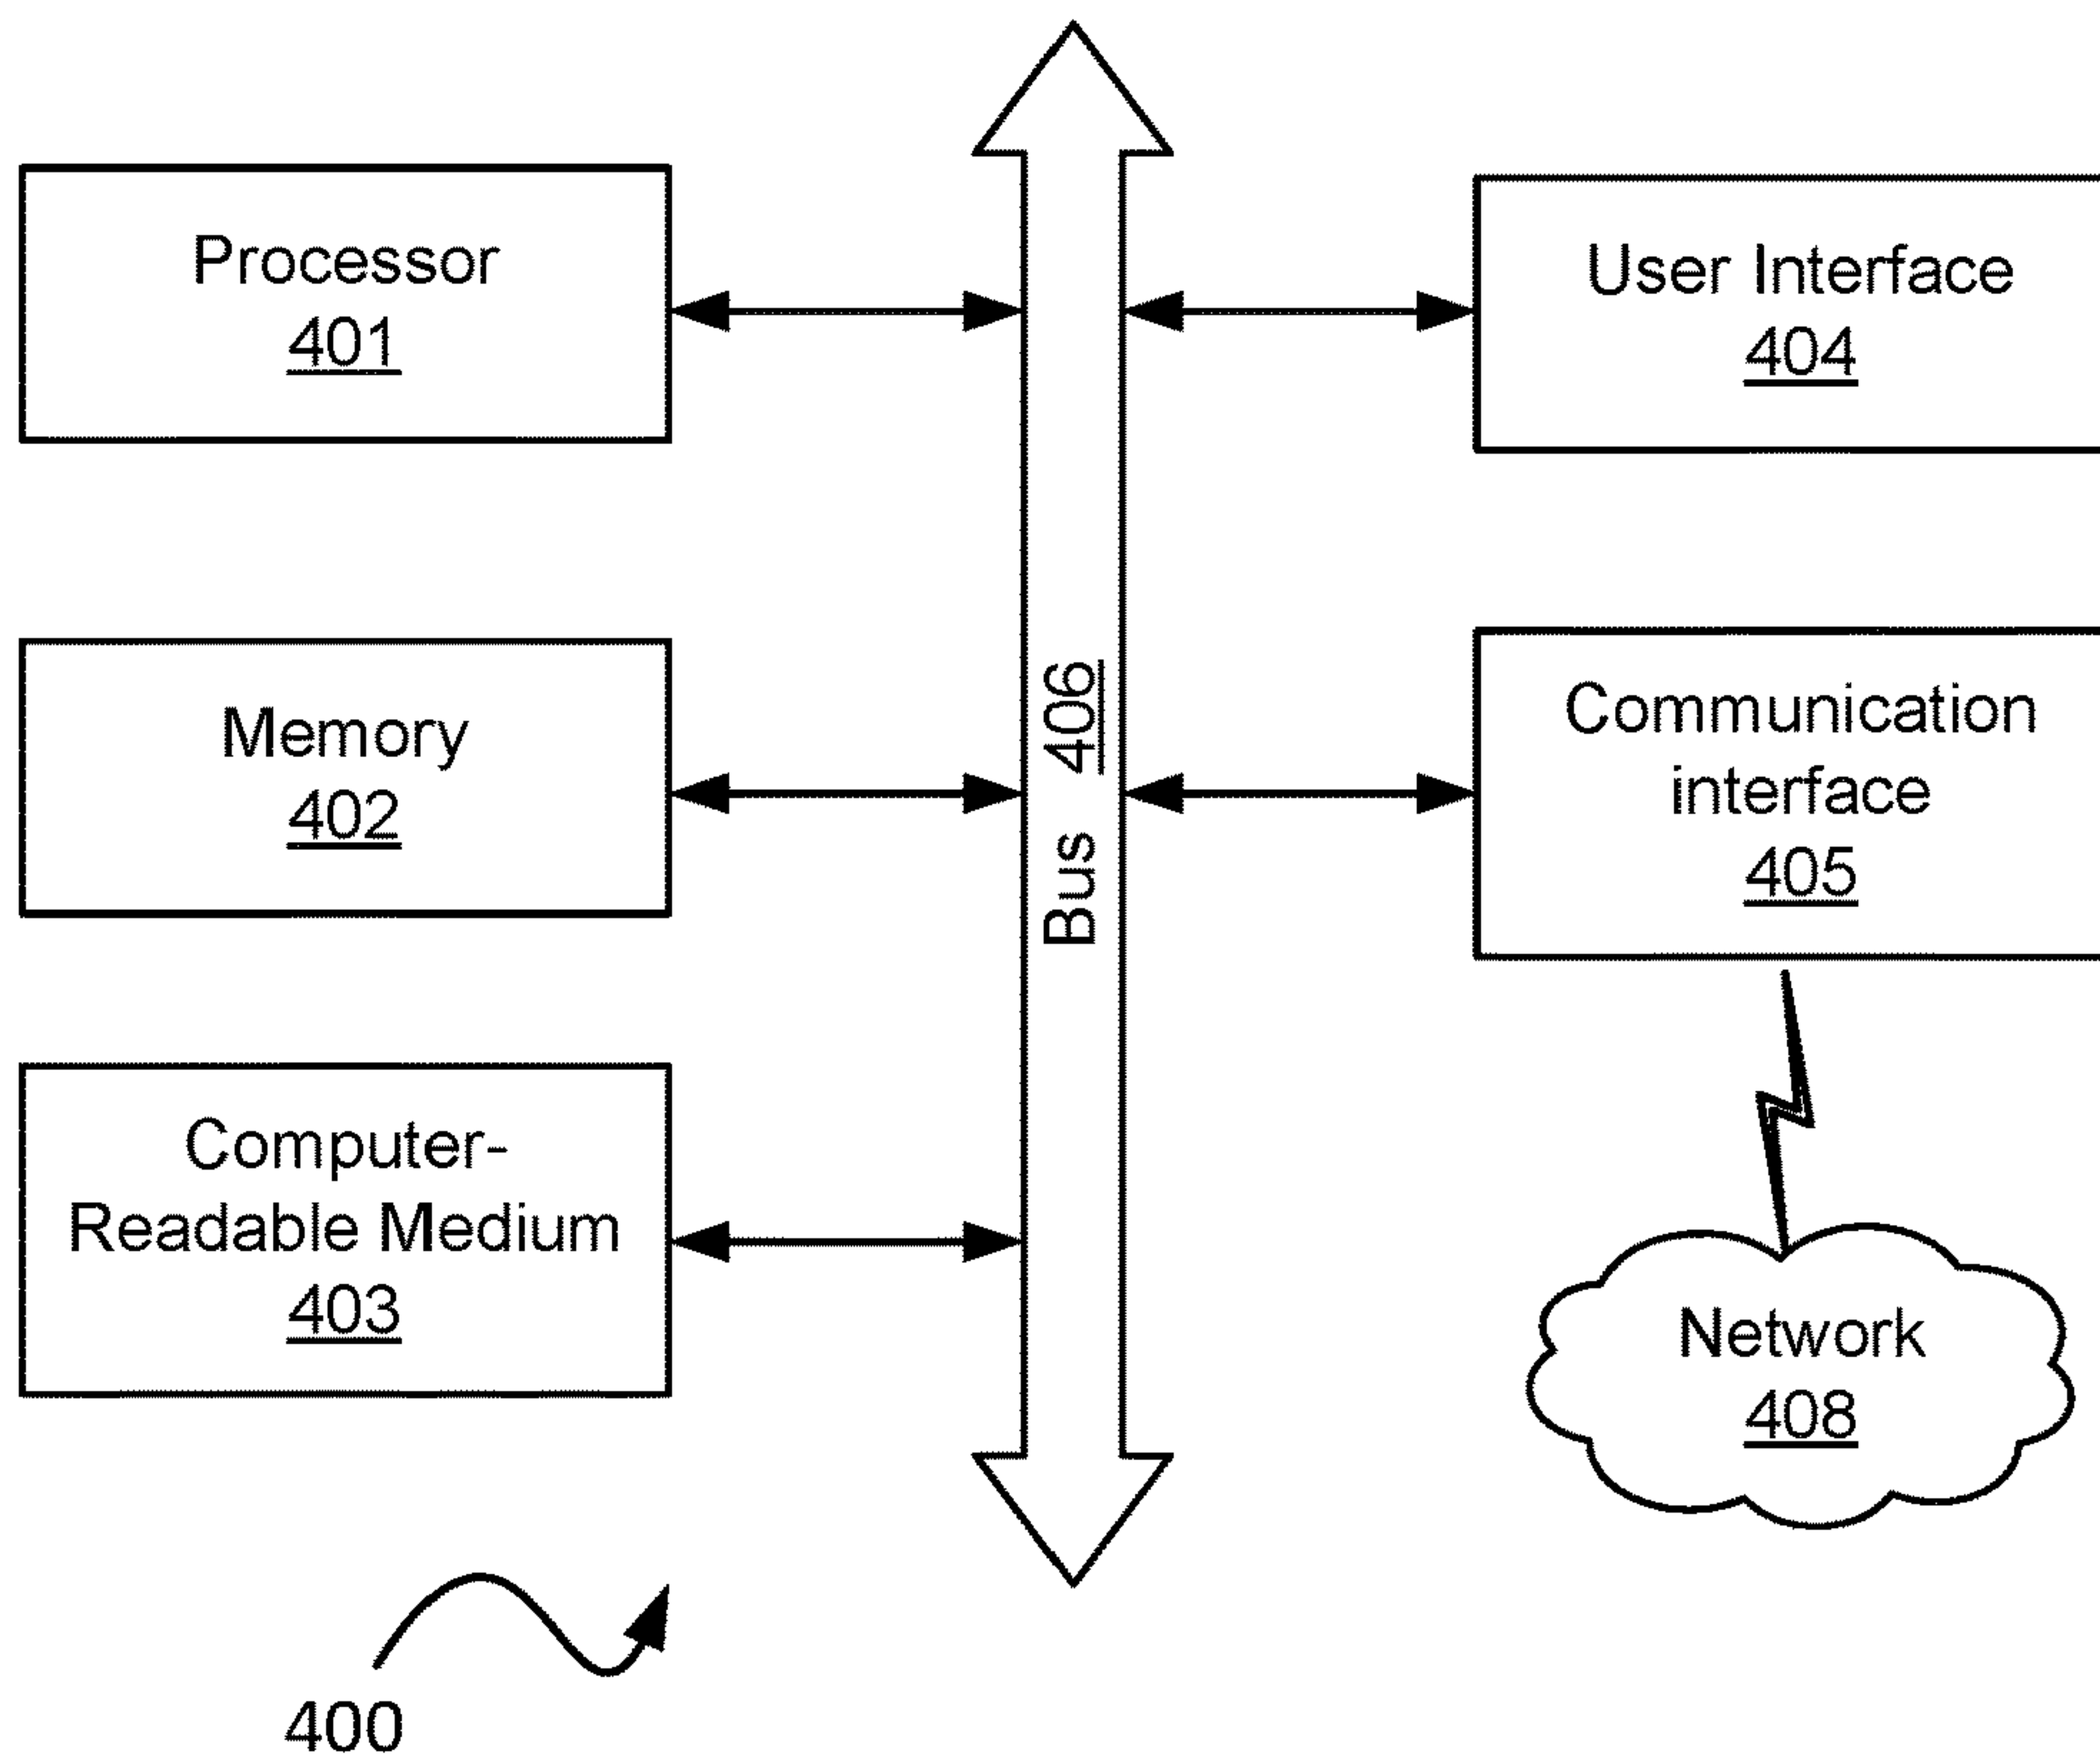 Processor
401
Memory
402
Computer-
Readable Medium
403
Bus 406
User Interface
404
Communication
interface
405
Network
408
400